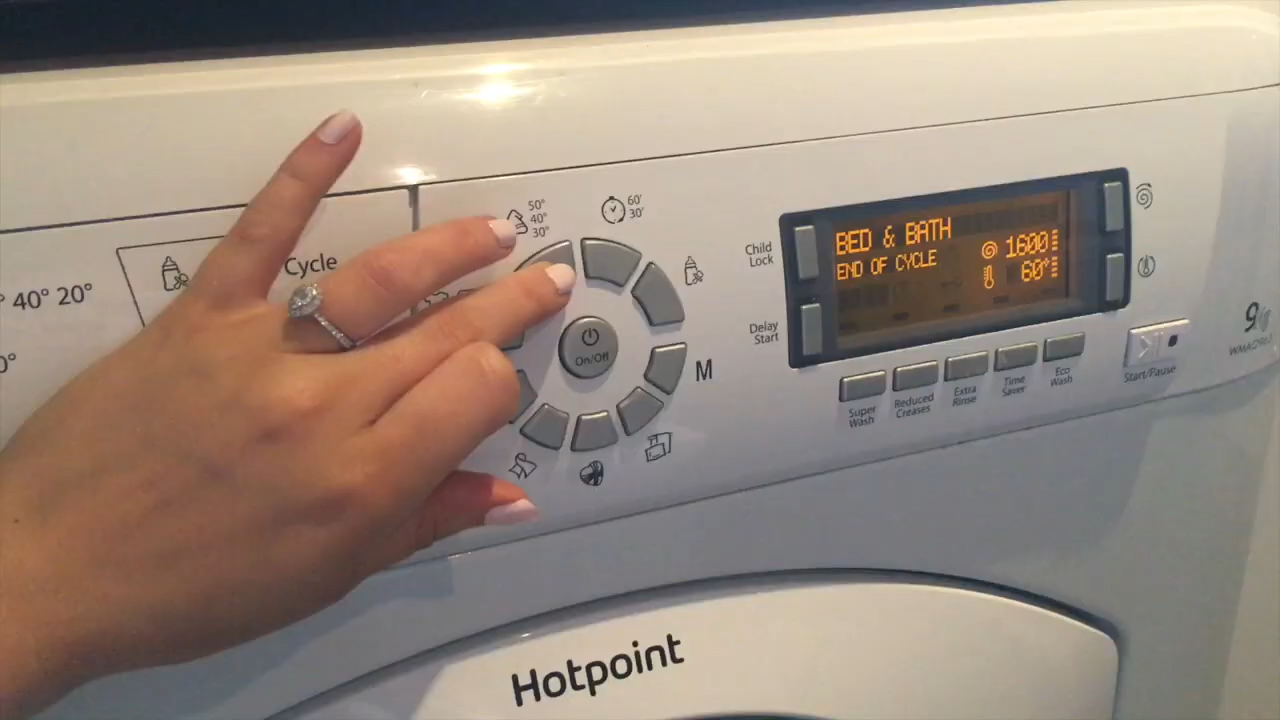 40° 20°
Cycle
50°
40°
30°
60'
30'
On/Off
M
Child
Lock
Delay
Start
BED & BATH
END OF CYCLE
1600
60°
Super
Wash
Reduced
Creases
Extra
Rinse
Time
Saver
Eco
Wash
Start/Pause
9
Hotpoint